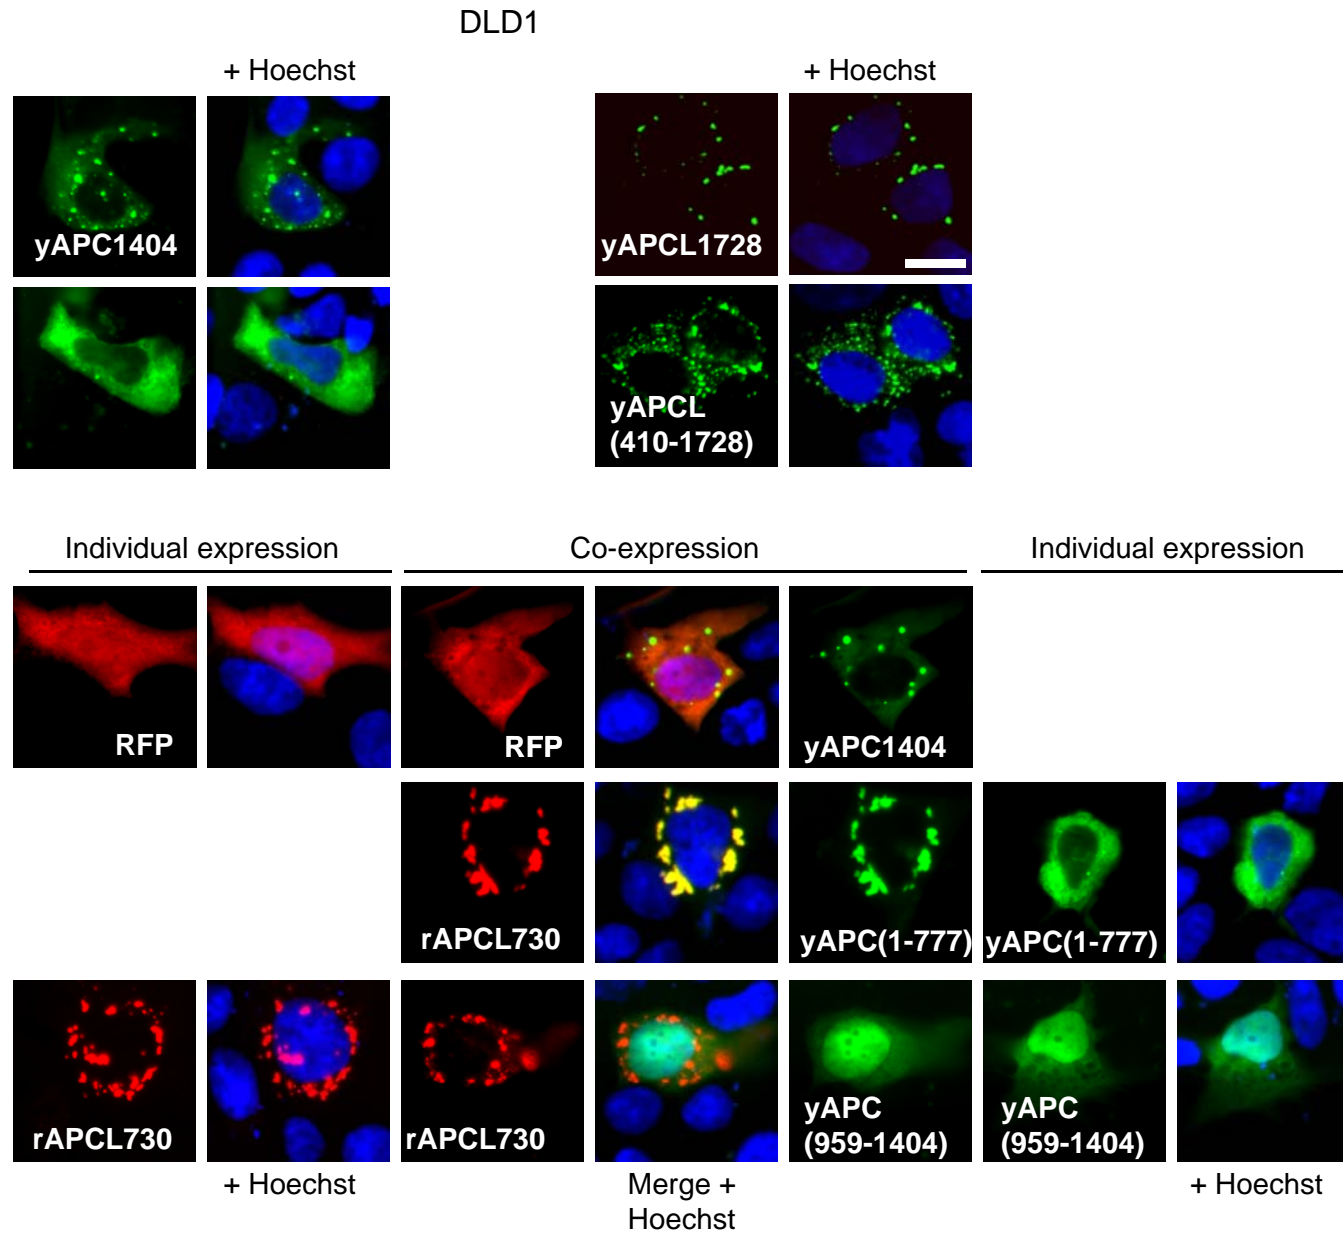 DLD1
+ Hoechst
+ Hoechst
yAPC1404
yAPCL1728
yAPCL
(410-1728)
Individual expression
Co-expression
Individual expression
RFP
RFP
yAPC1404
rAPCL730
yAPC(1-777)
yAPC(1-777)
rAPCL730
rAPCL730
yAPC
(959-1404)
yAPC
(959-1404)
+ Hoechst
Merge +
Hoechst
+ Hoechst